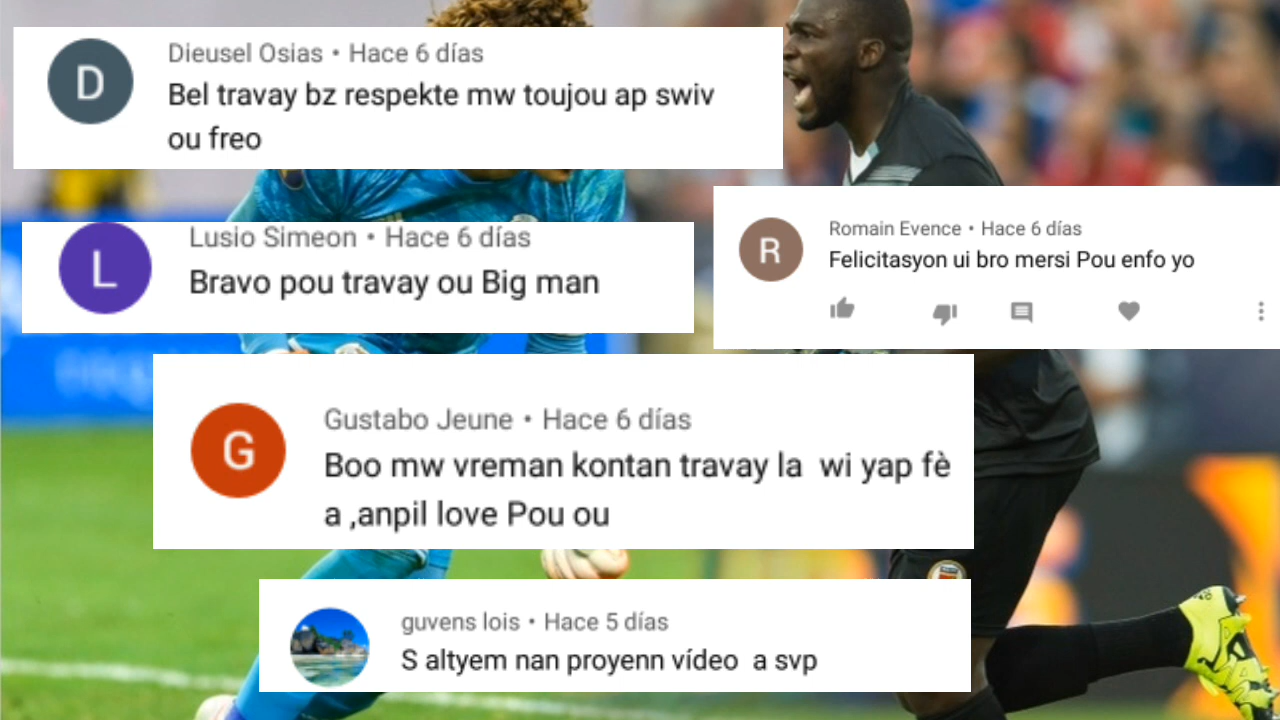 D
Dieusel Osias • Hace 6 días
Bel travay bz respekte mw toujou ap swiv
ou freo
L
Lusio Simeon • Hace 6 días
Bravo pou travay ou Big man
R
Romain Evence • Hace 6 días
Felicitasyon ui bro mersi Pou enfo yo
G
Gustabo Jeune • Hace 6 días
Boo mw vreman kontan travay la wi yap fè
a ,anpil love Pou ou
guvens lois • Hace 5 días
S altyem nan proyenn vídeo a svp